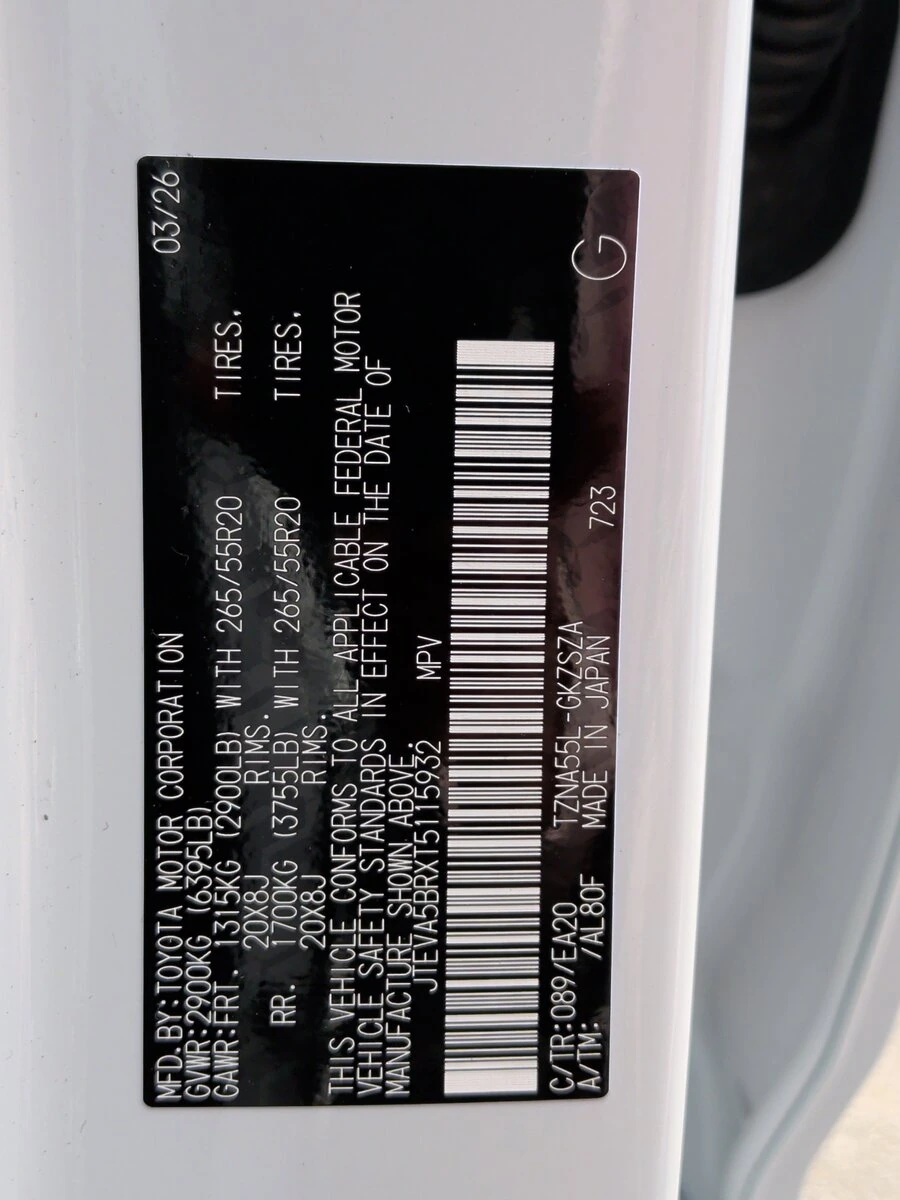 MFD.BY:TOYOTA MOTOR CORPORATION 03/26
GVWR:2900KG (6395LB)
GAWR:FRT. 1315KG (2900LB) WITH 265/55R20 TIRES,
20X8J RIMS.
RR. 1700KG (3755LB) WITH 265/55R20 TIRES,
20X8J RIMS.
THIS VEHICLE CONFORMS TO ALL APPLICABLE FEDERAL MOTOR
VEHICLE SAFETY STANDARDS IN EFFECT ON THE DATE OF
MANUFACTURE SHOWN ABOVE.
JTEVA5BRXT5115932 MPV
C/TR:089/EA20 TZNA55L-GKZSZA
A/TM: /AL80F MADE IN JAPAN 723 G